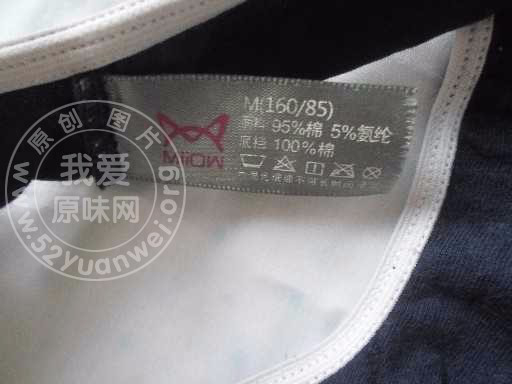 M(160/85)
面料 95%棉 5%氨纶
底裆 100%棉
MiiOW
原创图片
我爱
原味网
www.52yuanwei.org